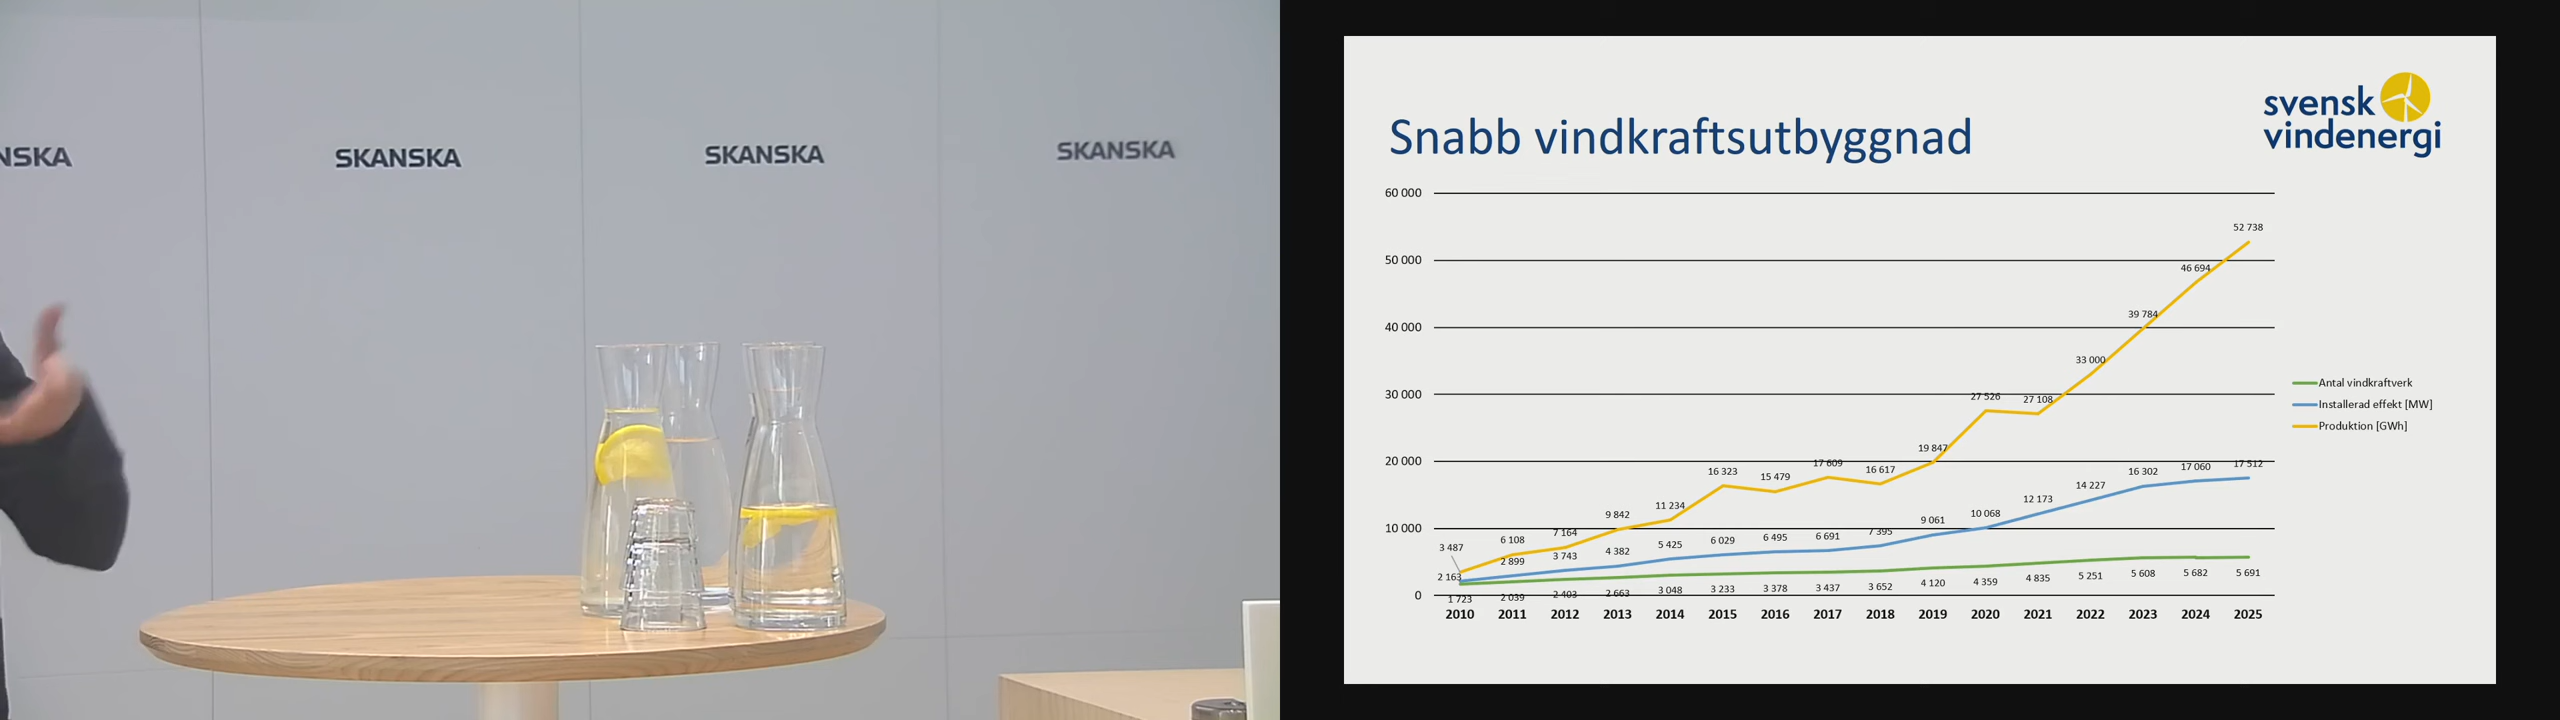 NSKA
SKANSKA
SKANSKA
SKANSKA
svensk
vindenergi
Snabb vindkraftsutbyggnad
60 000
50 000
40 000
30 000
20 000
10 000
0
3 487 6 108 7 164 9 842 11 234 16 323 15 479 17 609 16 617 19 847 27 526 27 108 33 000 39 784 46 694 52 738
2 163 2 899 3 743 4 382 5 425 6 029 6 495 6 691 7 395 9 061 10 068 12 173 14 227 16 302 17 060 17 512
1 723 2 039 2 403 2 663 3 048 3 233 3 378 3 437 3 652 4 120 4 359 4 835 5 251 5 608 5 682 5 691
2010 2011 2012 2013 2014 2015 2016 2017 2018 2019 2020 2021 2022 2023 2024 2025
Antal vindkraftverk
Installerad effekt [MW]
Produktion [GWh]